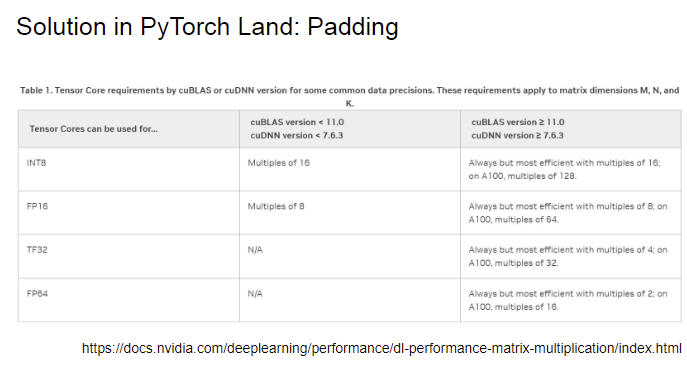 Solution in PyTorch Land: Padding
Table 1. Tensor Core requirements by cuBLAS or cuDNN version for some common data precisions. These requirements apply to matrix dimensions M, N, and
K.
Tensor Cores can be used for...
cuBLAS version < 11.0
cuDNN version < 7.6.3
cuBLAS version ≥ 11.0
cuDNN version ≥ 7.6.3
INT8
Multiples of 16
Always but most efficient with multiples of 16;
on A100, multiples of 128.
FP16
Multiples of 8
Always but most efficient with multiples of 8; on
A100, multiples of 64.
TF32
N/A
Always but most efficient with multiples of 4; on
A100, multiples of 32.
FP64
N/A
Always but most efficient with multiples of 2; on
A100, multiples of 16.
https://docs.nvidia.com/deeplearning/performance/dl-performance-matrix-multiplication/index.html